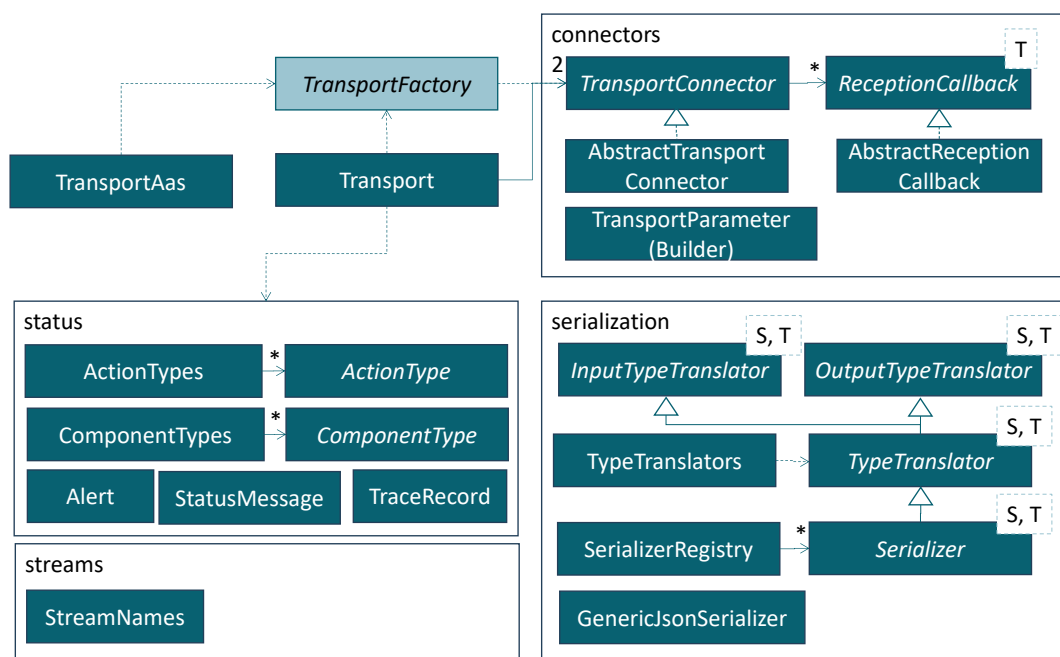 connectors
T
2
*
TransportFactory
TransportConnector
ReceptionCallback
TransportAas
Transport
AbstractTransport
Connector
AbstractReception
Callback
TransportParameter
(Builder)
status
ActionTypes
*
ActionType
ComponentTypes
*
ComponentType
Alert
StatusMessage
TraceRecord
streams
StreamNames
serialization
S, T
S, T
InputTypeTranslator
OutputTypeTranslator
S, T
TypeTranslators
TypeTranslator
S, T
SerializerRegistry
*
Serializer
GenericJsonSerializer